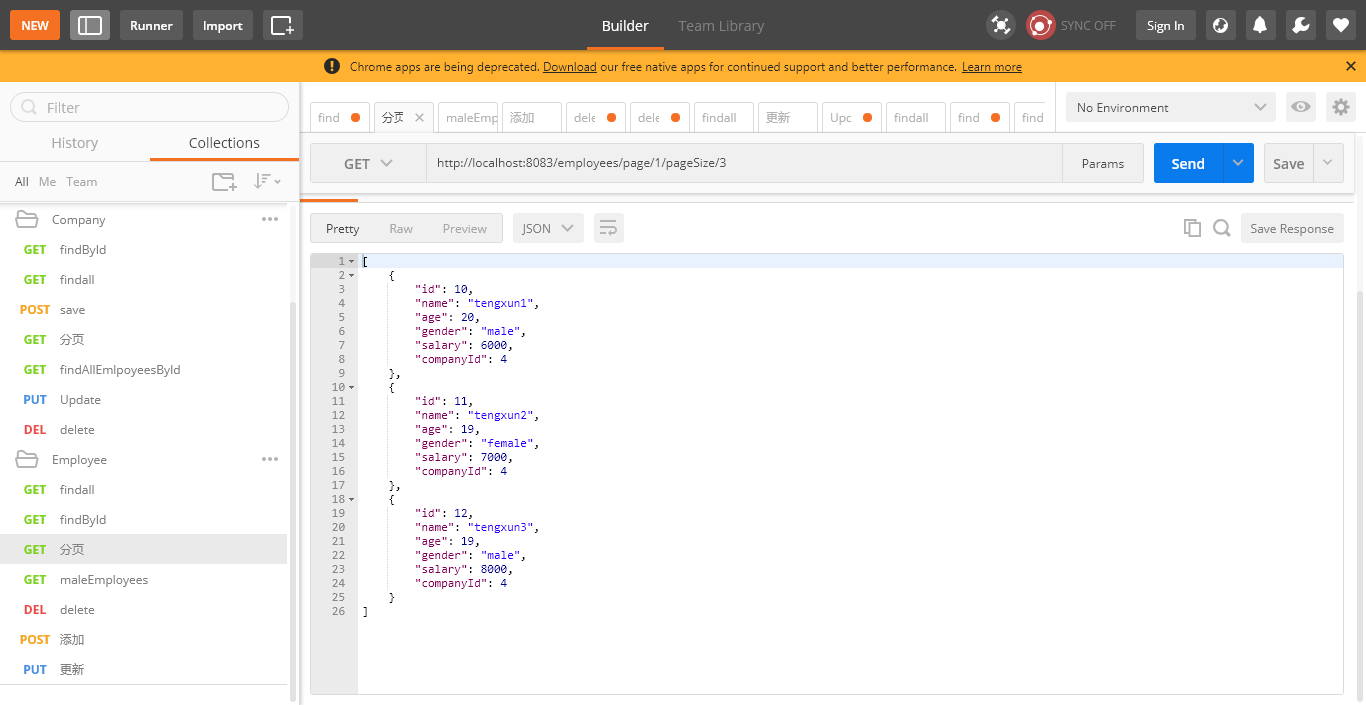 NEW Runner Import Builder Team Library SYNC OFF Sign In
Chrome apps are being deprecated. Download our free native apps for continued support and better performance. Learn more
Filter
History Collections
All Me Team
Company
GET findById
GET findall
POST save
GET 分页
GET findAllEmlpoyeesById
PUT Update
DEL delete
Employee
GET findall
GET findById
GET 分页
GET maleEmployees
DEL delete
POST 添加
PUT 更新
find 分页 maleEmp 添加 dele dele findall 更新 Upc findall find find
No Environment
GET http://localhost:8083/employees/page/1/pageSize/3 Params Send Save
Pretty Raw Preview JSON Save Response
1 [
2 {
3 "id": 10,
4 "name": "tengxun1",
5 "age": 20,
6 "gender": "male",
7 "salary": 6000,
8 "companyId": 4
9 },
10 {
11 "id": 11,
12 "name": "tengxun2",
13 "age": 19,
14 "gender": "female",
15 "salary": 7000,
16 "companyId": 4
17 },
18 {
19 "id": 12,
20 "name": "tengxun3",
21 "age": 19,
22 "gender": "male",
23 "salary": 8000,
24 "companyId": 4
25 }
26 ]